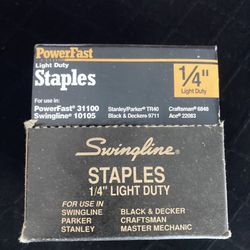 PowerFast
Light Duty
Staples
1/4"
Light Duty
For use in:
PowerFast® 31100 Stanley/Parker® TR40 Craftsman® 6848
Swingline® 10105 Black & Decker® 9711 Ace® 22083
Swingline®
STAPLES
1/4" LIGHT DUTY
FOR USE IN
SWINGLINE BLACK & DECKER
PARKER CRAFTSMAN
STANLEY MASTER MECHANIC